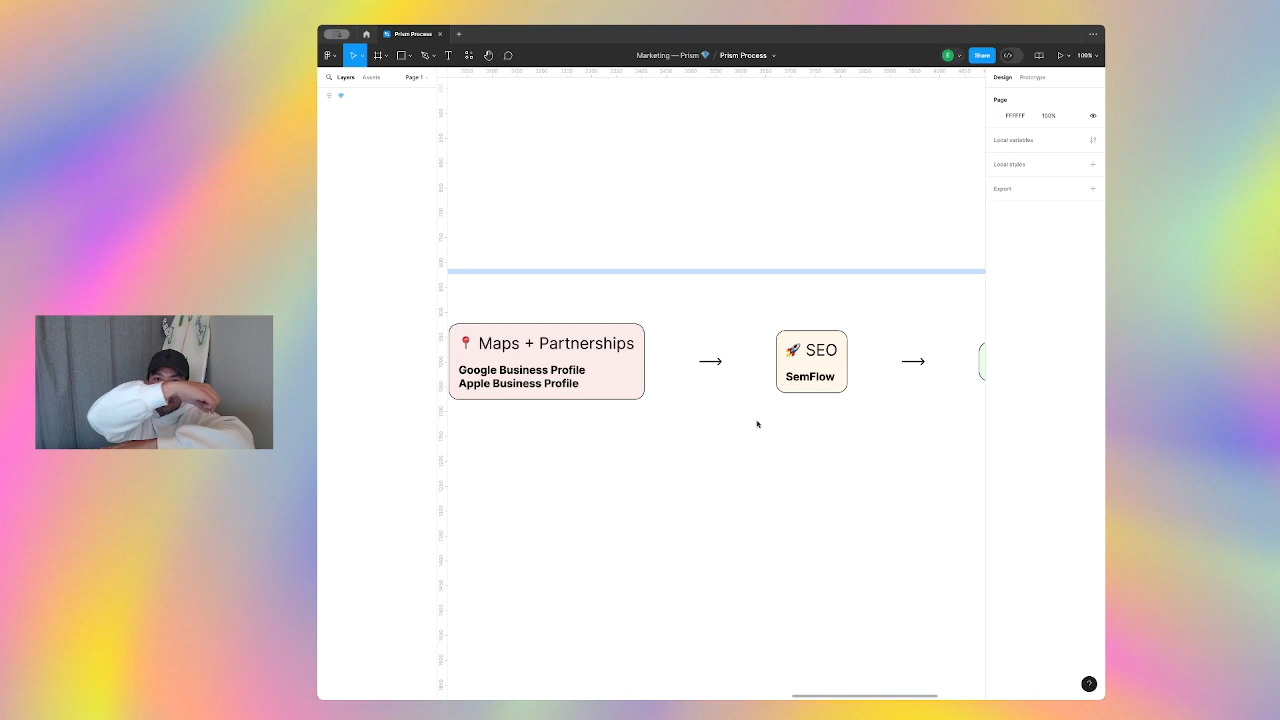 Prism Process
Marketing — Prism 💎 / Prism Process
Share
100%
Layers
Assets
Page 1
Design
Prototype
Page
FFFFFF
100%
Local variables
Local styles
Export
📍 Maps + Partnerships
Google Business Profile
Apple Business Profile
→
🚀 SEO
SemFlow
→
?